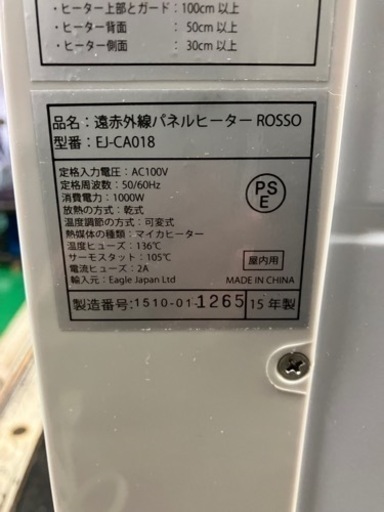 ・ヒーター上部とガード：100cm 以上
・ヒーター背面 ： 50cm 以上
・ヒーター側面 ： 30cm 以上
品名：遠赤外線パネルヒーター ROSSO
型番：EJ-CA018
定格入力電圧：AC100V
定格周波数：50/60Hz
消費電力：1000W
放熱の方式：乾式
温度調節の方式：可変式
熱媒体の種類：マイカヒーター
温度ヒューズ：136℃
サーモスタット：105℃
電流ヒューズ：2A
輸入元：Eagle Japan Ltd
PS
E
屋内用
MADE IN CHINA
製造番号：1510-01-1265 15年製